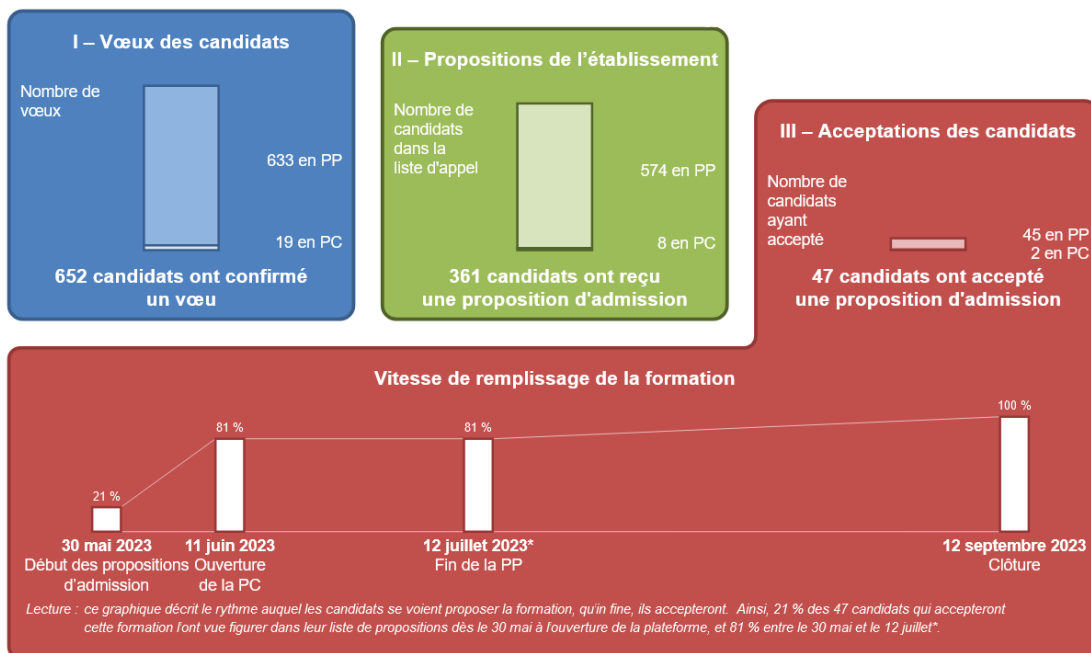 I – Vœux des candidats
Nombre de
vœux
633 en PP
19 en PC
652 candidats ont confirmé
un vœu
II – Propositions de l'établissement
Nombre de
candidats
dans la
liste d'appel
574 en PP
8 en PC
361 candidats ont reçu
une proposition d'admission
III – Acceptations des candidats
Nombre de
candidats
ayant
accepté
45 en PP
2 en PC
47 candidats ont accepté
une proposition d'admission
Vitesse de remplissage de la formation
21 %
81 %
81 %
100 %
30 mai 2023
Début des propositions
d'admission
11 juin 2023
Ouverture
de la PC
12 juillet 2023*
Fin de la PP
12 septembre 2023
Clôture
Lecture : ce graphique décrit le rythme auquel les candidats se voient proposer la formation, qu'in fine, ils accepteront. Ainsi, 21 % des 47 candidats qui accepteront
cette formation l'ont vue figurer dans leur liste de propositions dès le 30 mai à l'ouverture de la plateforme, et 81 % entre le 30 mai et le 12 juillet*.